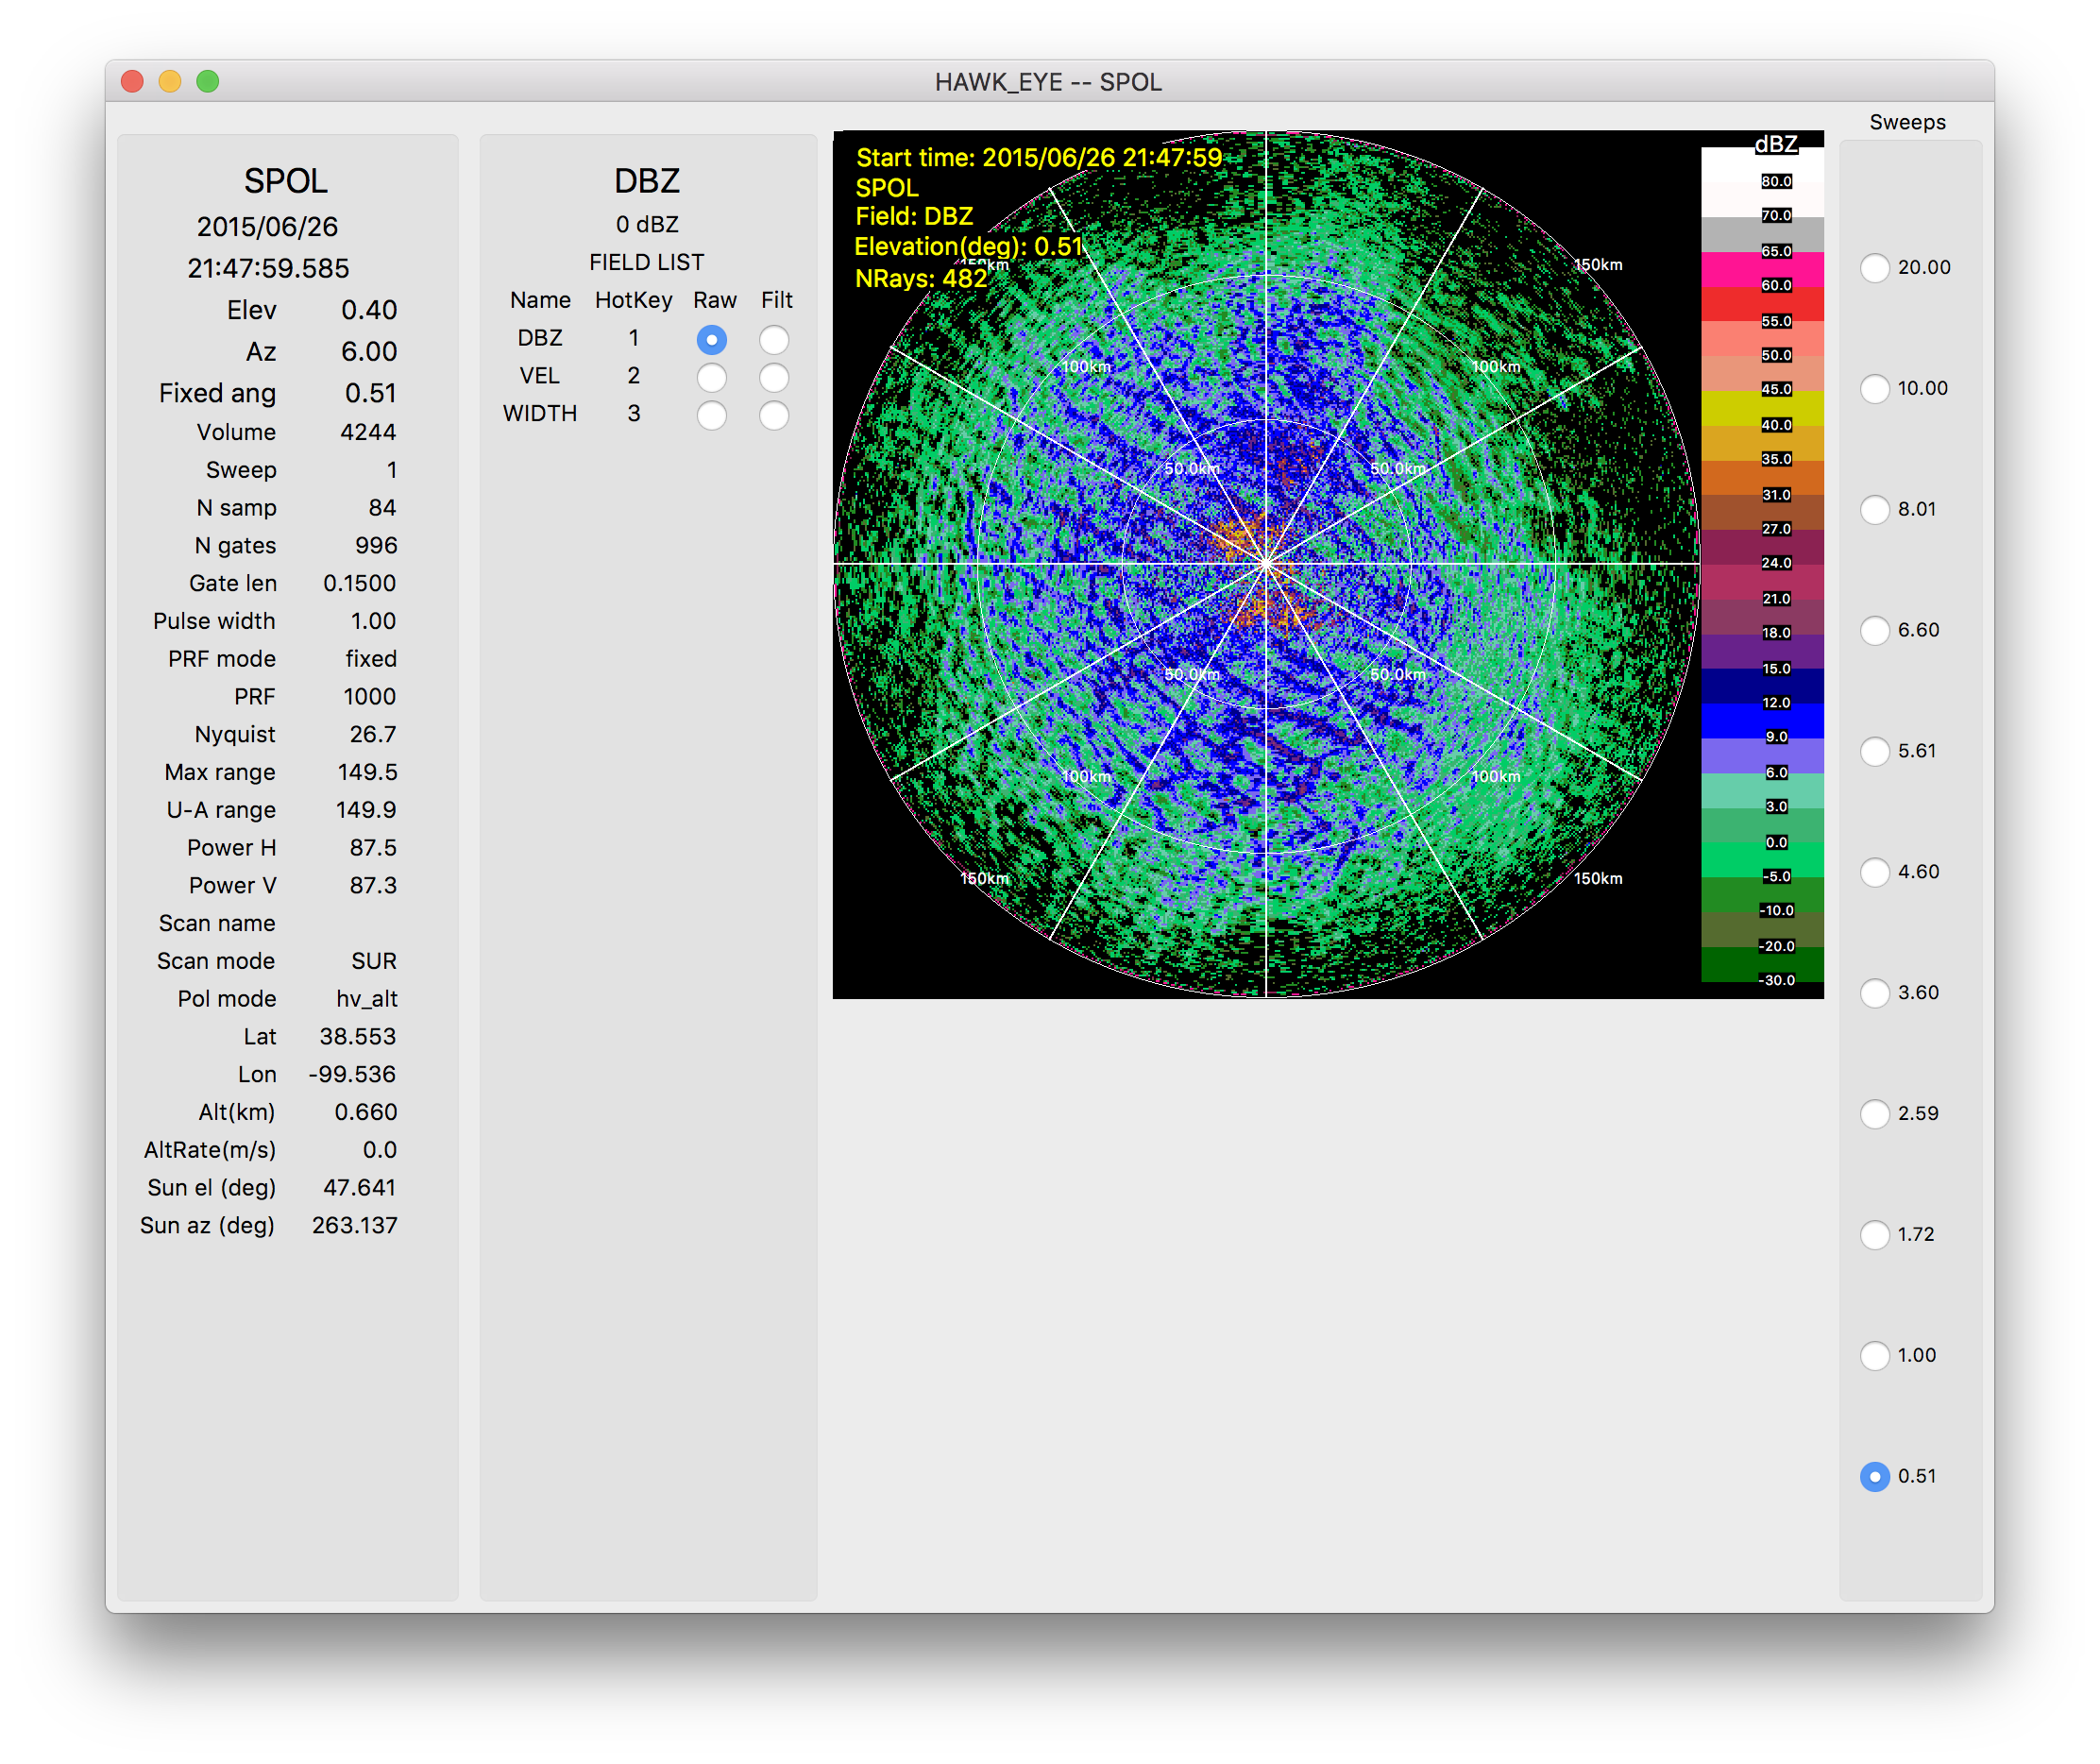 HAWK_EYE -- SPOL
SPOL
2015/06/26
21:47:59.585
Elev 0.40
Az 6.00
Fixed ang 0.51
Volume 4244
Sweep 1
N samp 84
N gates 996
Gate len 0.1500
Pulse width 1.00
PRF mode fixed
PRF 1000
Nyquist 26.7
Max range 149.5
U-A range 149.9
Power H 87.5
Power V 87.3
Scan name
Scan mode SUR
Pol mode hv_alt
Lat 38.553
Lon -99.536
Alt(km) 0.660
AltRate(m/s) 0.0
Sun el (deg) 47.641
Sun az (deg) 263.137
DBZ
0 dBZ
FIELD LIST
Name HotKey Raw Filt
DBZ 1
VEL 2
WIDTH 3
Start time: 2015/06/26 21:47:59
SPOL
Field: DBZ
Elevation(deg): 0.51
NRays: 482
150km 150km
100km 100km
50.0km 50.0km
50.0km 50.0km
100km 100km
150km 150km
dBZ
80.0
70.0
65.0
60.0
55.0
50.0
45.0
40.0
35.0
31.0
27.0
24.0
21.0
18.0
15.0
12.0
9.0
6.0
3.0
0.0
-5.0
-10.0
-20.0
-30.0
Sweeps
20.00
10.00
8.01
6.60
5.61
4.60
3.60
2.59
1.72
1.00
0.51